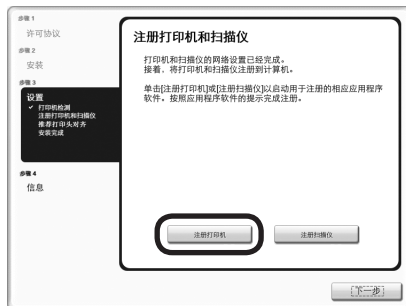 步骤 1
许可协议
步骤 2
安装
步骤 3
设置
✓ 打印机检测
注册打印机和扫描仪
推荐打印头对齐
安装完成
步骤 4
信息
注册打印机和扫描仪
打印机和扫描仪的网络设置已经完成。
接着，将打印机和扫描仪注册到计算机。
单击[注册打印机]或[注册扫描仪]以启动用于注册的相应应用程序
软件。按照应用程序软件的提示完成注册。
注册打印机
注册扫描仪
下一步